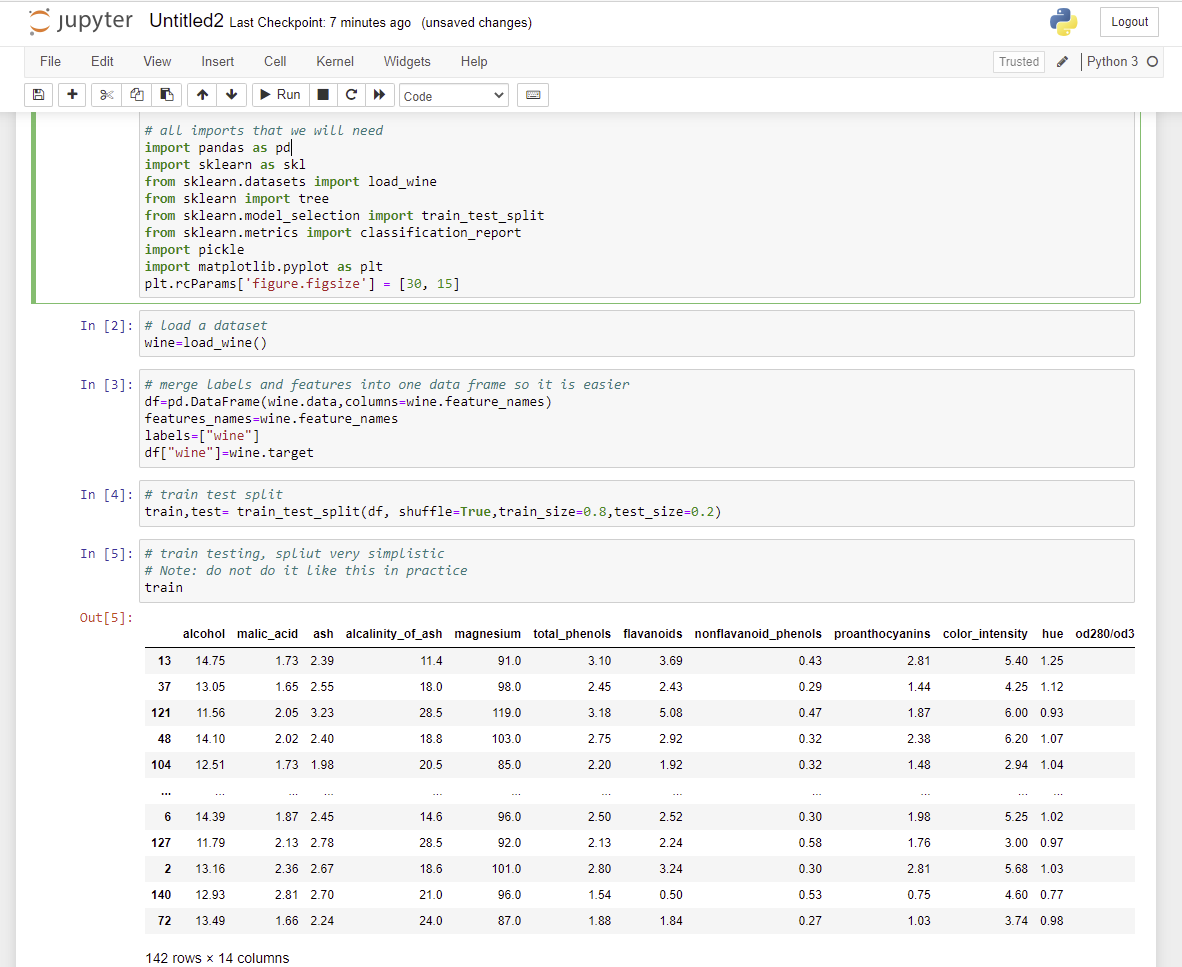 jupyter Untitled2 Last Checkpoint: 7 minutes ago (unsaved changes) Logout
File Edit View Insert Cell Kernel Widgets Help Trusted Python 3
Run Code
# all imports that we will need
import pandas as pd
import sklearn as skl
from sklearn.datasets import load_wine
from sklearn import tree
from sklearn.model_selection import train_test_split
from sklearn.metrics import classification_report
import pickle
import matplotlib.pyplot as plt
plt.rcParams['figure.figsize'] = [30, 15]
In [2]: # load a dataset
wine=load_wine()
In [3]: # merge labels and features into one data frame so it is easier
df=pd.DataFrame(wine.data,columns=wine.feature_names)
features_names=wine.feature_names
labels=["wine"]
df["wine"]=wine.target
In [4]: # train test split
train,test= train_test_split(df, shuffle=True,train_size=0.8,test_size=0.2)
In [5]: # train testing, spliut very simplistic
# Note: do not do it like this in practice
train
Out[5]:
alcohol malic_acid ash alcalinity_of_ash magnesium total_phenols flavanoids nonflavanoid_phenols proanthocyanins color_intensity hue od280/od3
13 14.75 1.73 2.39 11.4 91.0 3.10 3.69 0.43 2.81 5.40 1.25
37 13.05 1.65 2.55 18.0 98.0 2.45 2.43 0.29 1.44 4.25 1.12
121 11.56 2.05 3.23 28.5 119.0 3.18 5.08 0.47 1.87 6.00 0.93
48 14.10 2.02 2.40 18.8 103.0 2.75 2.92 0.32 2.38 6.20 1.07
104 12.51 1.73 1.98 20.5 85.0 2.20 1.92 0.32 1.48 2.94 1.04
... ... ... ... ... ... ... ... ... ... ... ...
6 14.39 1.87 2.45 14.6 96.0 2.50 2.52 0.30 1.98 5.25 1.02
127 11.79 2.13 2.78 28.5 92.0 2.13 2.24 0.58 1.76 3.00 0.97
2 13.16 2.36 2.67 18.6 101.0 2.80 3.24 0.30 2.81 5.68 1.03
140 12.93 2.81 2.70 21.0 96.0 1.54 0.50 0.53 0.75 4.60 0.77
72 13.49 1.66 2.24 24.0 87.0 1.88 1.84 0.27 1.03 3.74 0.98
142 rows × 14 columns